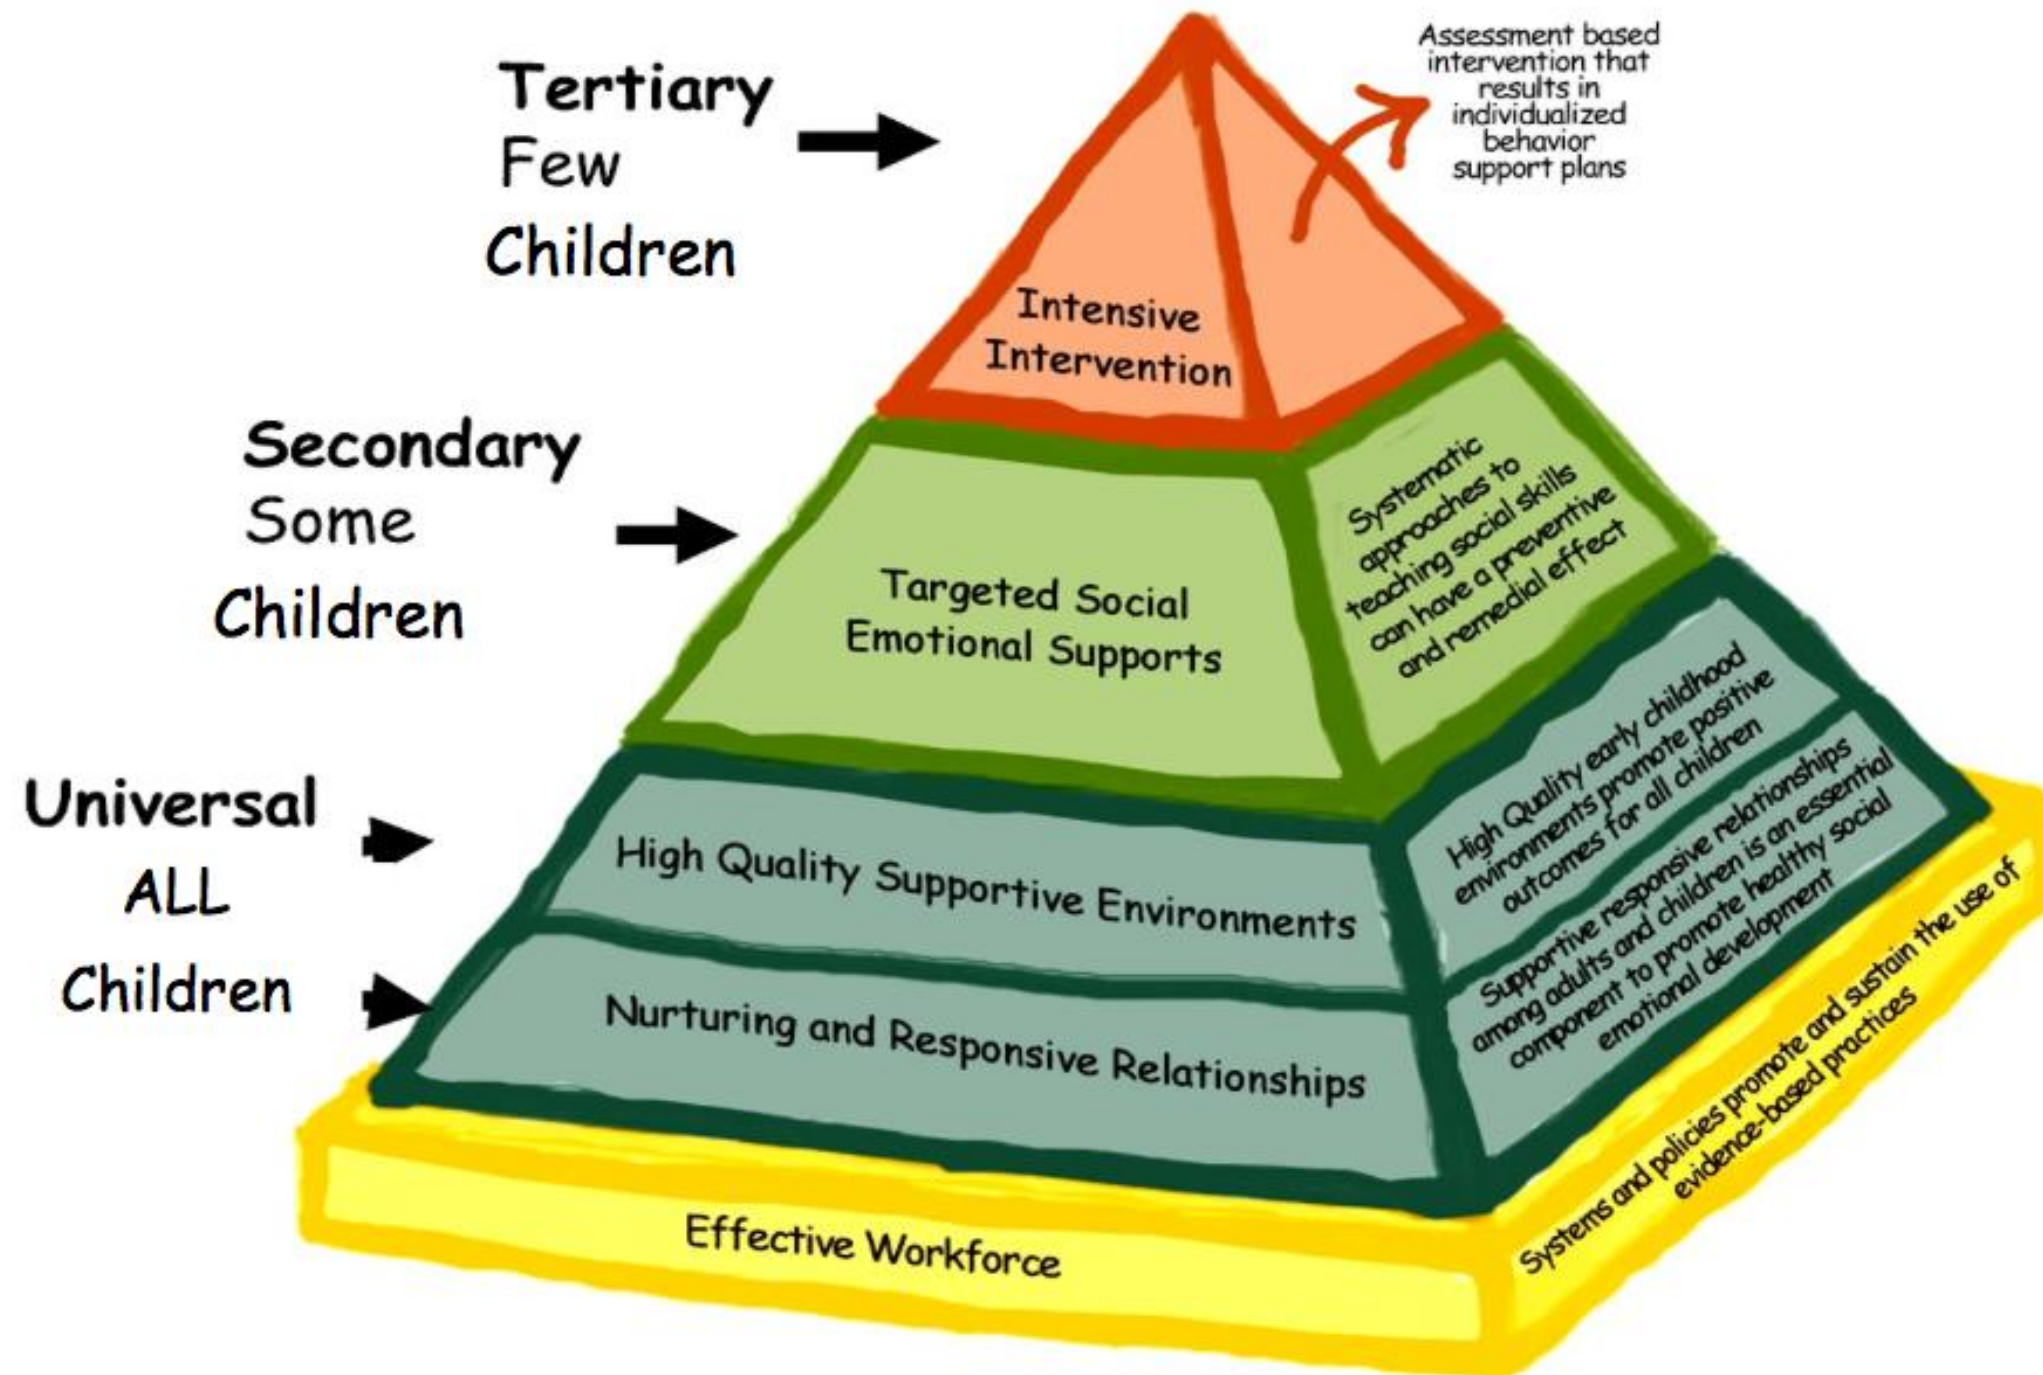 Tertiary
Few
Children
Assessment based
intervention that
results in
individualized
behavior
support plans
Intensive
Intervention
Secondary
Some
Children
Targeted Social
Emotional Supports
Systematic
approaches to
teaching social skills
can have a preventive
and remedial effect
Universal
ALL
Children
High Quality Supportive Environments
High Quality early childhood
environments promote positive
outcomes for all children
Nurturing and Responsive Relationships
Supportive responsive relationships
among adults and children is an essential
component to promote healthy social
emotional development
Effective Workforce
Systems and policies promote and sustain the use of
evidence-based practices